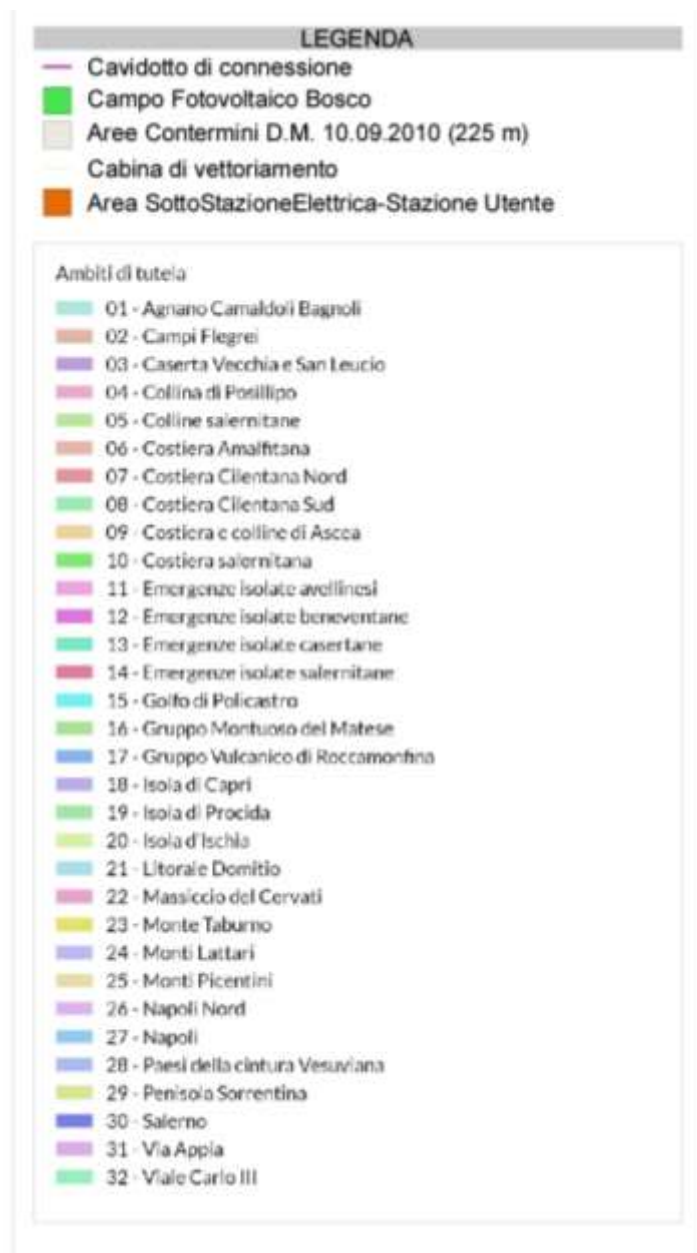 LEGENDA
Cavidotto di connessione
Campo Fotovoltaico Bosco
Aree Contermini D.M. 10.09.2010 (225 m)
Cabina di vettoriamento
Area SottoStazioneElettrica-Stazione Utente
Ambiti di tutela
01 - Agnano Camaldoli Bagnoli
02 - Campi Flegrei
03 - Caserta Vecchia e San Leucio
04 - Collina di Posillipo
05 - Colline salernitane
06 - Costiera Amalfitana
07 - Costiera Cilentana Nord
08 - Costiera Cilentana Sud
09 - Costiera e colline di Ascea
10 - Costiera salernitana
11 - Emergenze isolate avellinesi
12 - Emergenze isolate beneventane
13 - Emergenze isolate casertane
14 - Emergenze isolate salernitane
15 - Golfo di Policastro
16 - Gruppo Montuoso del Matese
17 - Gruppo Vulcanico di Roccamonfina
18 - Isola di Capri
19 - Isola di Procida
20 - Isola d'Ischia
21 - Litorale Domitio
22 - Massiccio del Cervati
23 - Monte Taburno
24 - Monti Lattari
25 - Monti Picentini
26 - Napoli Nord
27 - Napoli
28 - Paesi della cintura Vesuviana
29 - Penisola Sorrentina
30 - Salerno
31 - Via Appia
32 - Viale Carlo III